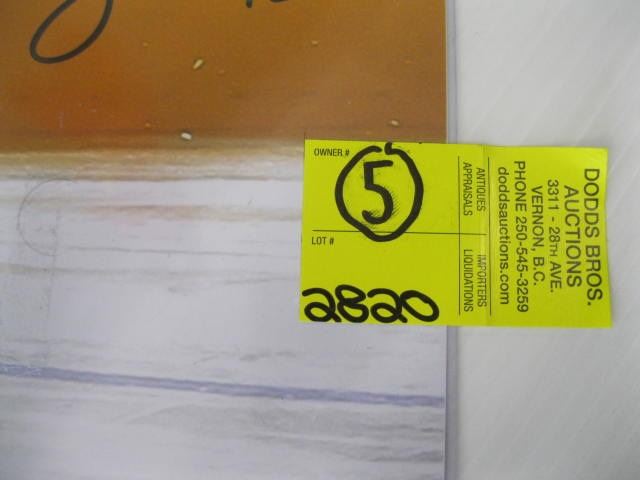 OWNER #
5
LOT #
2820
ANTIQUES IMPORTERS
APPRAISALS LIQUIDATIONS
DODDS BROS.
AUCTIONS
3311 - 28TH AVE.
VERNON, B.C.
PHONE 250-545-3259
doddsauctions.com